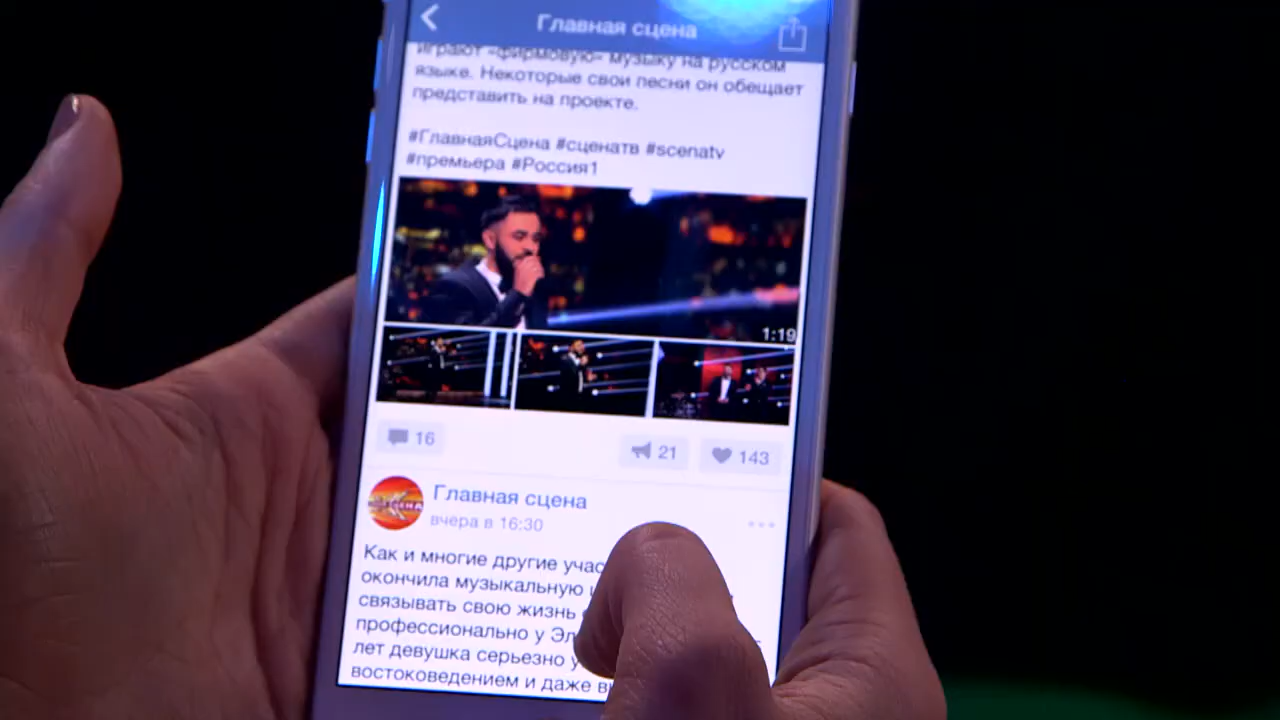 Главная сцена
играют «фирмовую» музыку на русском
языке. Некоторые свои песни он обещает
представить на проекте.
#ГлавнаяСцена #сценатв #scenatv
#премьера #Россия1
1:19
16
21
143
Главная сцена
вчера в 16:30
Как и многие другие учас
окончила музыкальную
связывать свою жизнь
профессионально у Эл
лет девушка серьезно у
востоковедением и даже